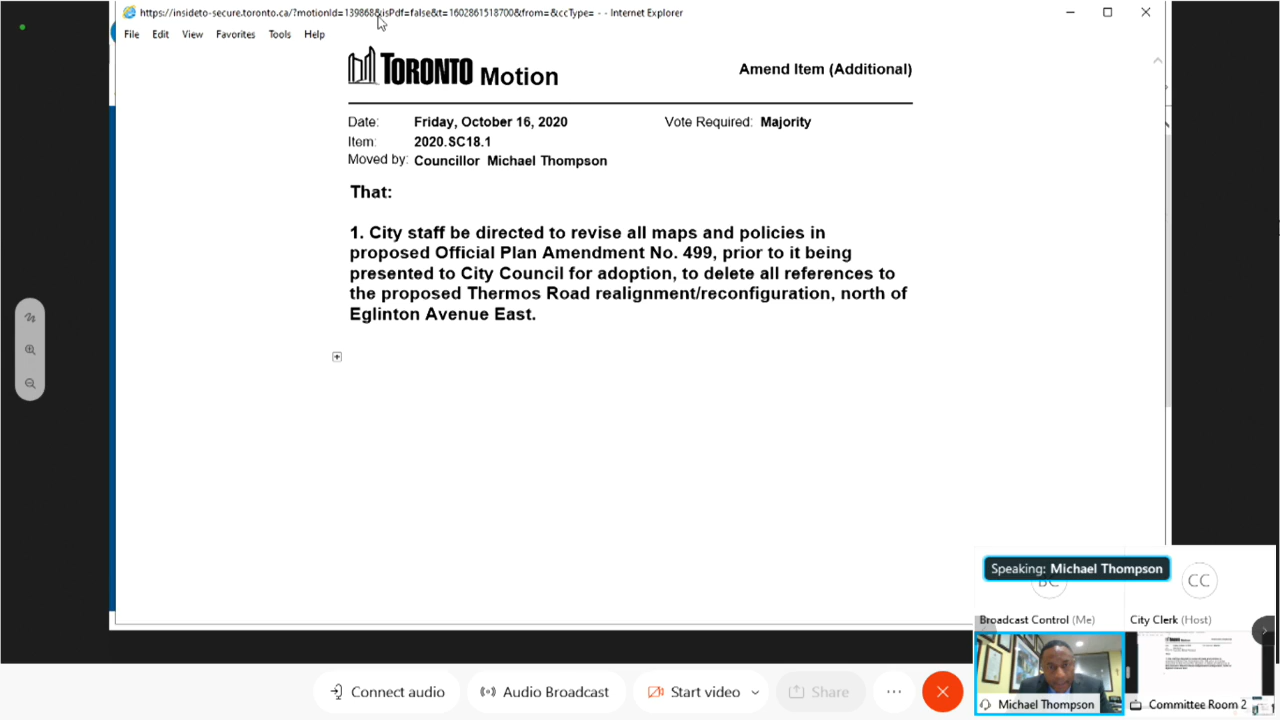 https://insideto-secure.toronto.ca/?motionId=139868&isPdf=false&t=1602861518700&from=&ccType= - - Internet Explorer
File Edit View Favorites Tools Help
TORONTO Motion
Amend Item (Additional)
Date: Friday, October 16, 2020
Vote Required: Majority
Item: 2020.SC18.1
Moved by: Councillor Michael Thompson
That:
1. City staff be directed to revise all maps and policies in
proposed Official Plan Amendment No. 499, prior to it being
presented to City Council for adoption, to delete all references to
the proposed Thermos Road realignment/reconfiguration, north of
Eglinton Avenue East.
Speaking: Michael Thompson
CC
Broadcast Control (Me)
City Clerk (Host)
Michael Thompson
Committee Room 2
Connect audio
Audio Broadcast
Start video
Share